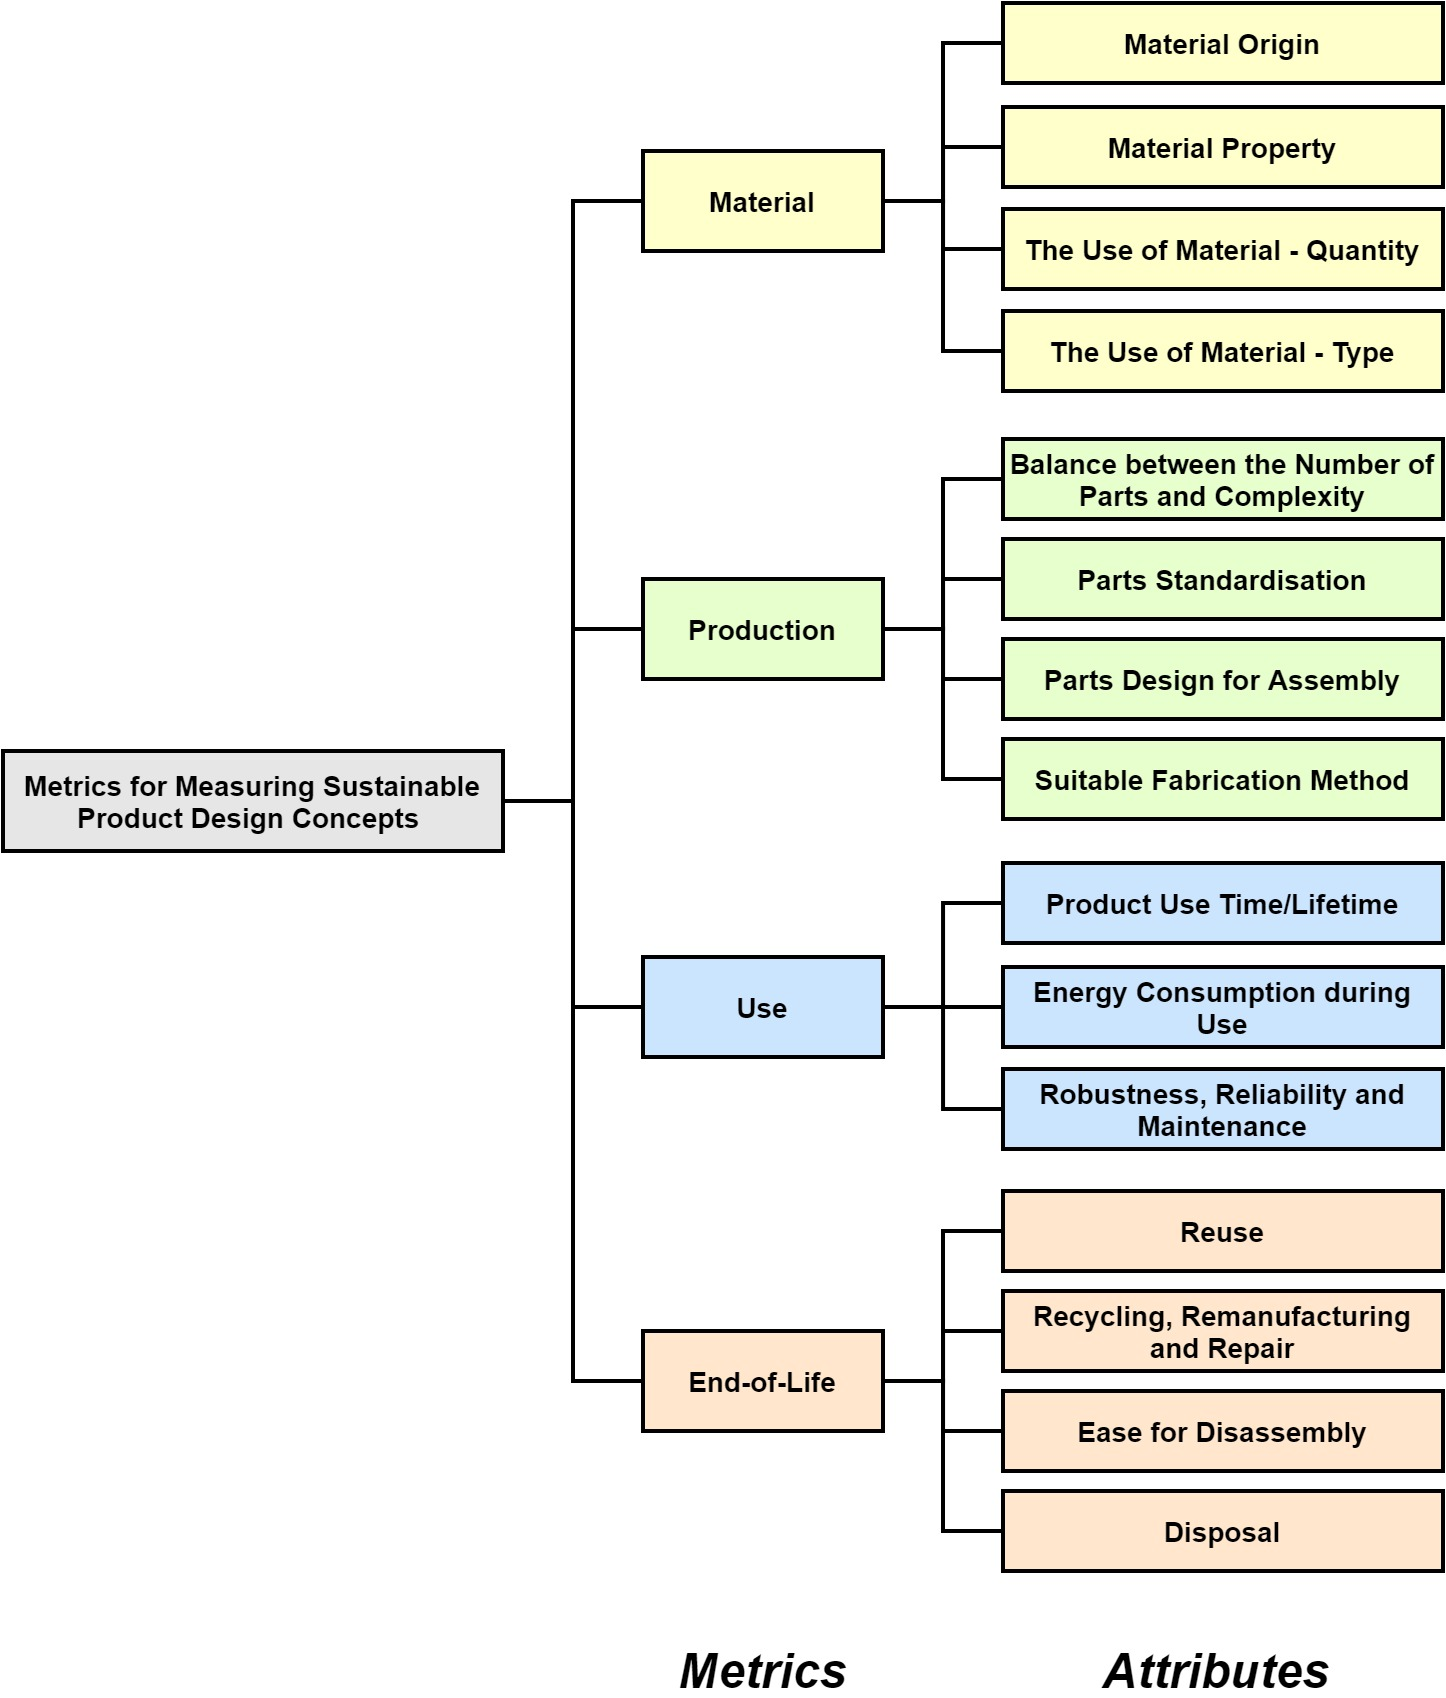 Metrics for Measuring Sustainable
Product Design Concepts
Material
Material Origin
Material Property
The Use of Material - Quantity
The Use of Material - Type
Production
Balance between the Number of
Parts and Complexity
Parts Standardisation
Parts Design for Assembly
Suitable Fabrication Method
Use
Product Use Time/Lifetime
Energy Consumption during
Use
Robustness, Reliability and
Maintenance
End-of-Life
Reuse
Recycling, Remanufacturing
and Repair
Ease for Disassembly
Disposal
Metrics
Attributes